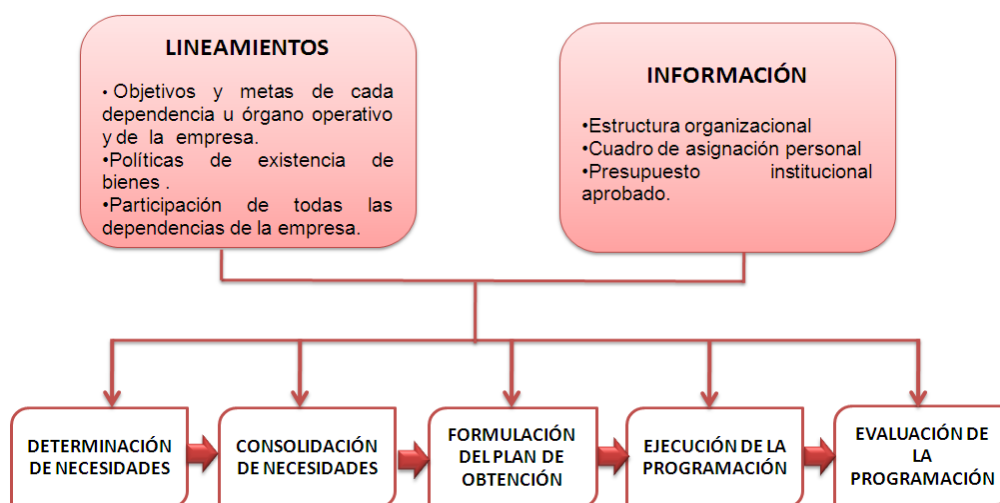 LINEAMIENTOS
• Objetivos y metas de cada
dependencia u órgano operativo
y de la empresa.
•Políticas de existencia de
bienes .
•Participación de todas las
dependencias de la empresa.
INFORMACIÓN
•Estructura organizacional
•Cuadro de asignación personal
•Presupuesto institucional
aprobado.
DETERMINACIÓN
DE NECESIDADES
CONSOLIDACIÓN
DE NECESIDADES
FORMULACIÓN
DEL PLAN DE
OBTENCIÓN
EJECUCIÓN DE LA
PROGRAMACIÓN
EVALUACIÓN DE
LA
PROGRAMACIÓN